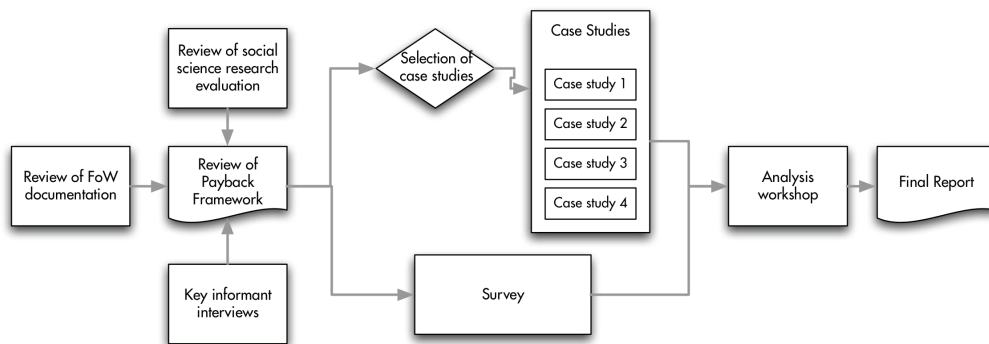 Review of social
science research
evaluation
Review of FoW
documentation
Review of
Payback
Framework
Key informant
interviews
Selection of
case studies
Case Studies
Case study 1
Case study 2
Case study 3
Case study 4
Survey
Analysis
workshop
Final Report